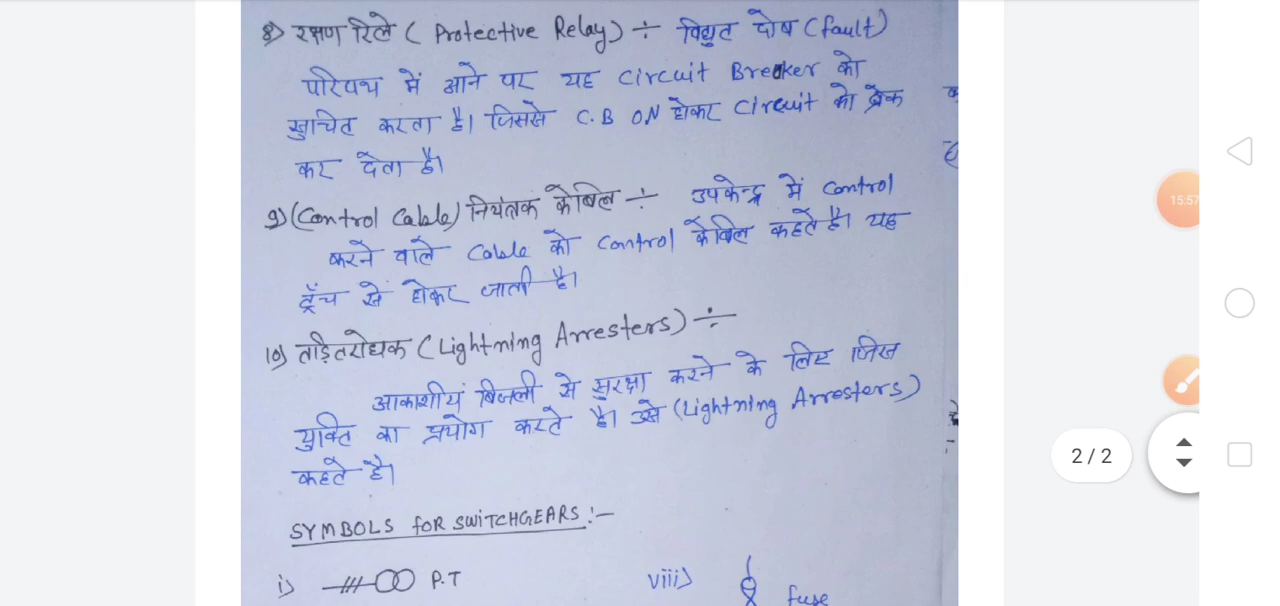 8) रक्षण रिले ( Protective Relay) ÷ विद्युत दोष (fault)
परिपथ में आने पर यह Circuit Breaker को
सुचित करता है। जिससे C.B ON होकर Circuit को ब्रेक
कर देता है।
9) (Control Cable) नियंत्रक केबिल ÷ उपकेन्द्र में Control
करने वाले Cable को Control केबिल कहते है। यह
ट्रेंच से होकर जाती है।
10) तड़ितरोधक (Lightning Arresters) ÷
आकाशीयं बिजली से सुरक्षा करने के लिए जिस
युक्ति का प्रयोग करते है। उसे (Lightning Arresters)
कहते है।
SYMBOLS foR SWiTCHGEARS :-
i) P.T
viii) fuse
15:57
2 / 2